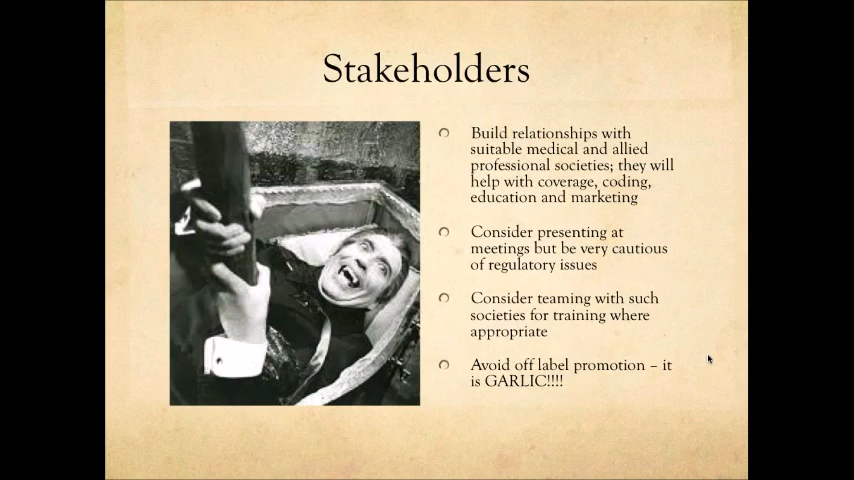 Stakeholders
Build relationships with
suitable medical and allied
professional societies; they will
help with coverage, coding,
education and marketing
Consider presenting at
meetings but be very cautious
of regulatory issues
Consider teaming with such
societies for training where
appropriate
Avoid off label promotion – it
is GARLIC!!!!